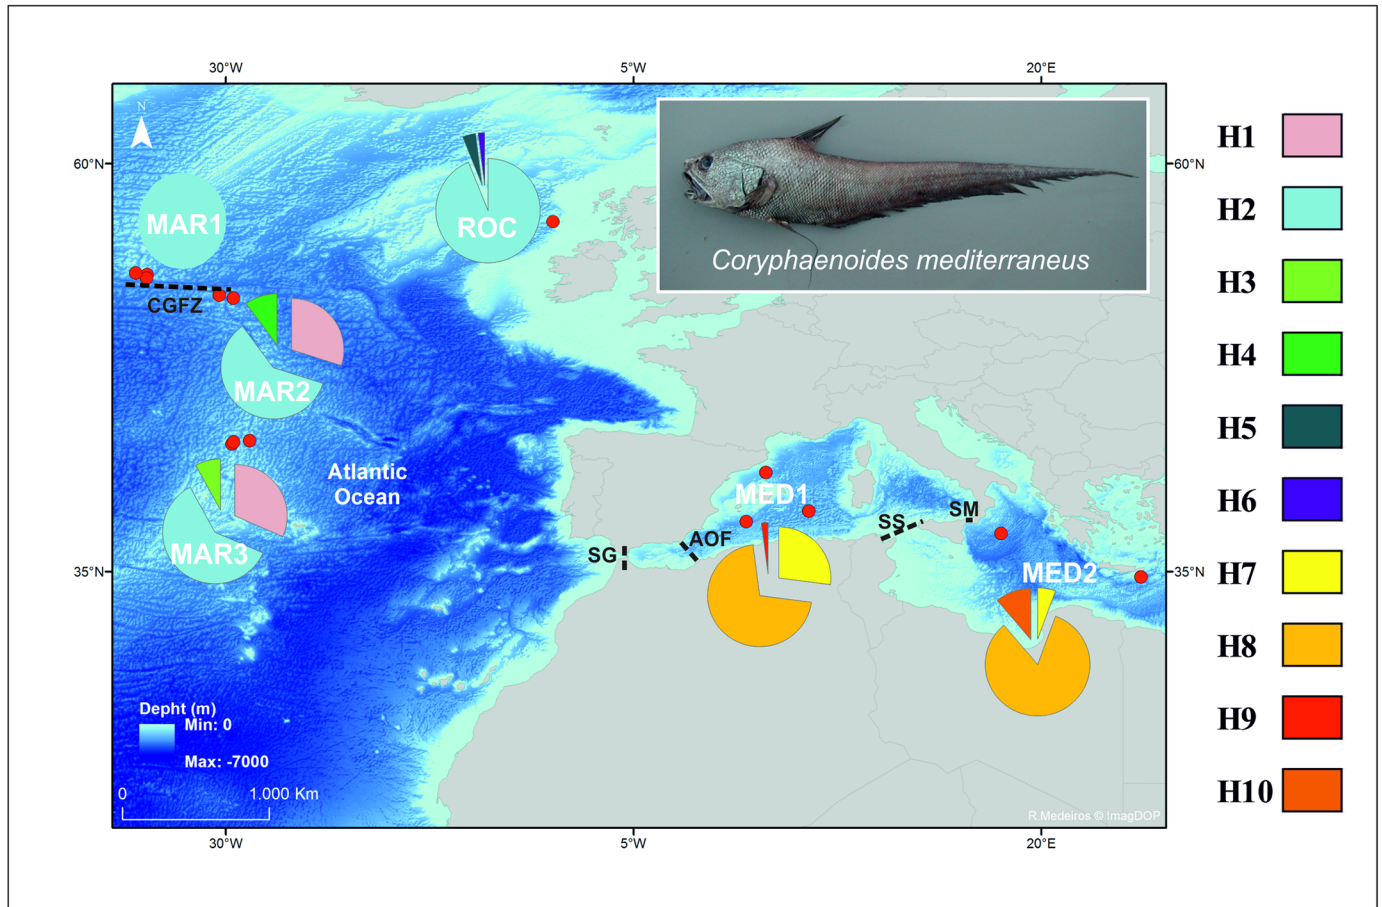 30°W 5°W 20°E
N
60°N 60°N
MAR1
ROC
CGFZ
Coryphaenoides mediterraneus
MAR2
Atlantic
Ocean
MAR3
MED1
SG
AOF
SS
SM
MED2
35°N 35°N
Depht (m)
Min: 0
Max: -7000
0 1.000 Km
R.Medeiros © ImagDOP
30°W 5°W 20°E
H1
H2
H3
H4
H5
H6
H7
H8
H9
H10